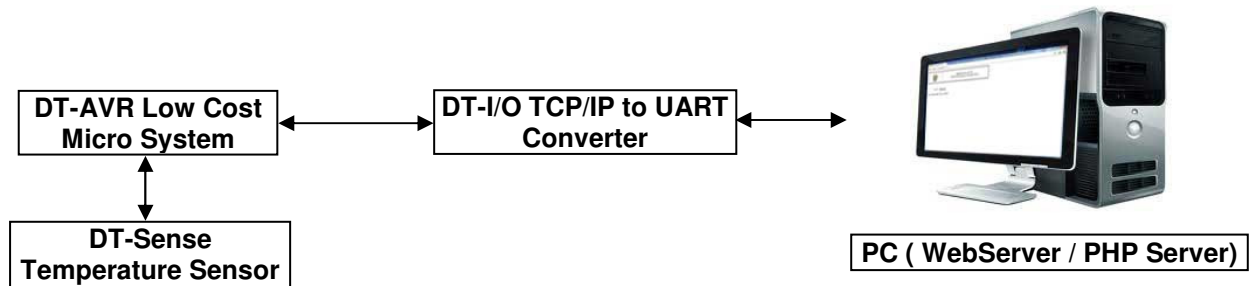 DT-AVR Low Cost
Micro System
DT-I/O TCP/IP to UART
Converter
DT-Sense
Temperature Sensor
PC ( WebServer / PHP Server)